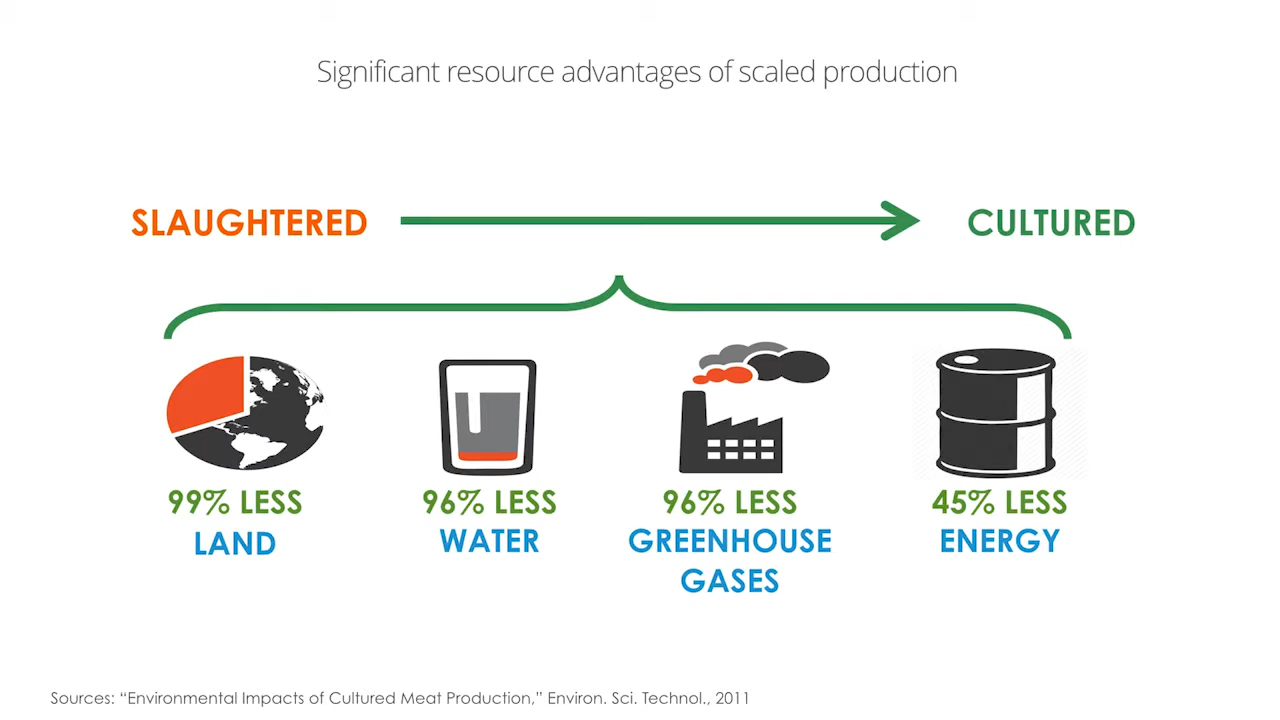 Significant resource advantages of scaled production
SLAUGHTERED
CULTURED
99% LESS
LAND
96% LESS
WATER
96% LESS
GREENHOUSE
GASES
45% LESS
ENERGY
Sources: “Environmental Impacts of Cultured Meat Production,” Environ. Sci. Technol., 2011